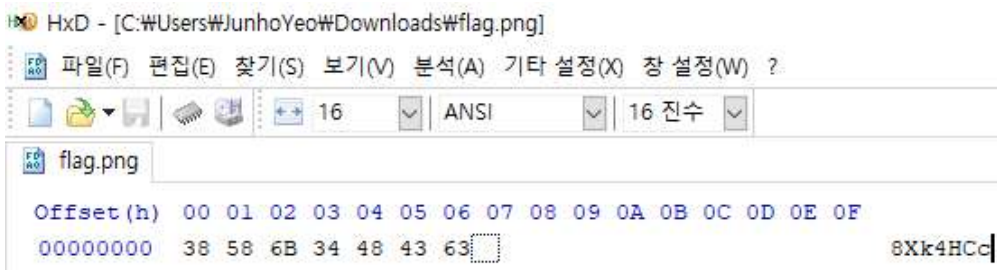 HxD - [C:₩Users₩JunhoYeo₩Downloads₩flag.png]
파일(F) 편집(E) 찾기(S) 보기(V) 분석(A) 기타 설정(X) 창 설정(W) ?
16 ANSI 16 진수
flag.png
Offset(h) 00 01 02 03 04 05 06 07 08 09 0A 0B 0C 0D 0E 0F
00000000 38 58 6B 34 48 43 63 8Xk4HCc